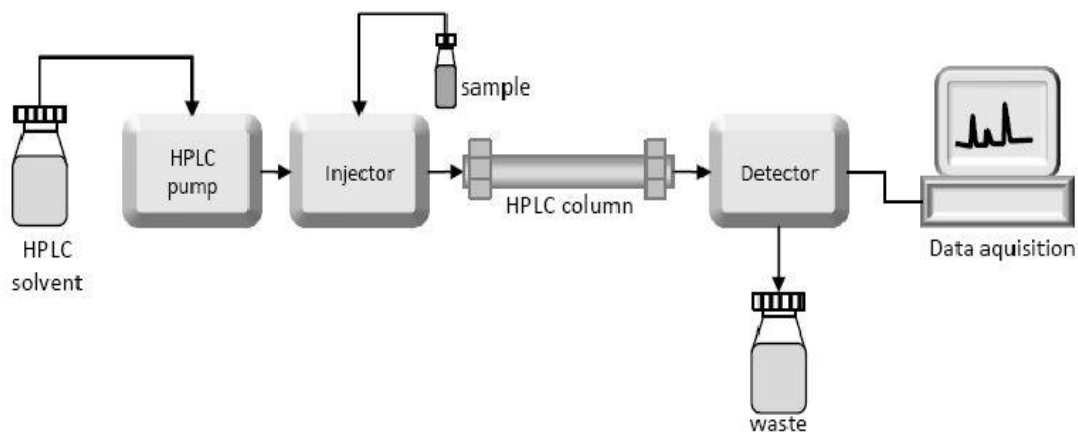 HPLC
solvent
HPLC
pump
Injector
sample
HPLC column
Detector
waste
Data aquisition